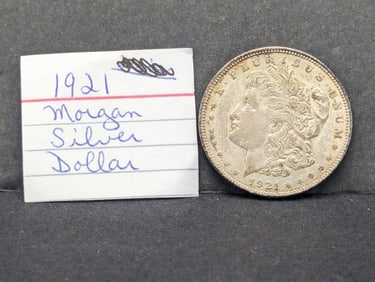 1921
Morgan
Silver
Dollar
E·PLURIBUS·UNUM
1921